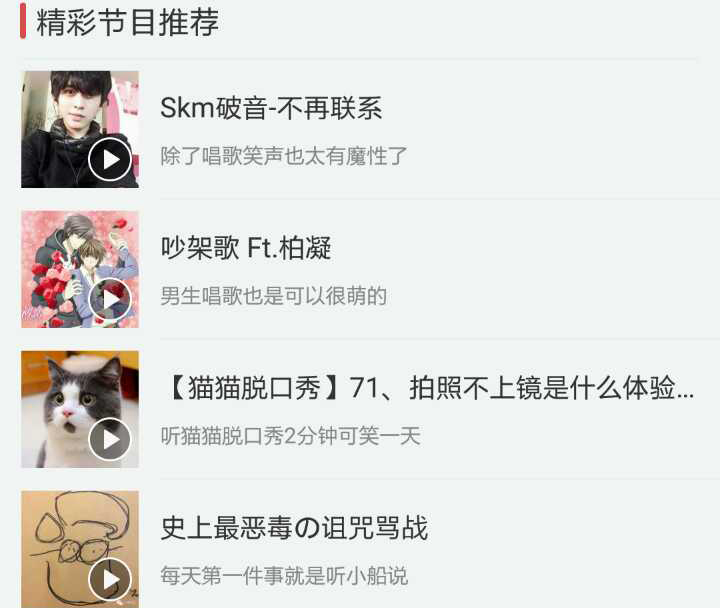 精彩节目推荐
Skm破音-不再联系
除了唱歌笑声也太有魔性了
吵架歌 Ft.柏凝
男生唱歌也是可以很萌的
【猫猫脱口秀】71、拍照不上镜是什么体验...
听猫猫脱口秀2分钟可笑一天
史上最恶毒の诅咒骂战
每天第一件事就是听小船说